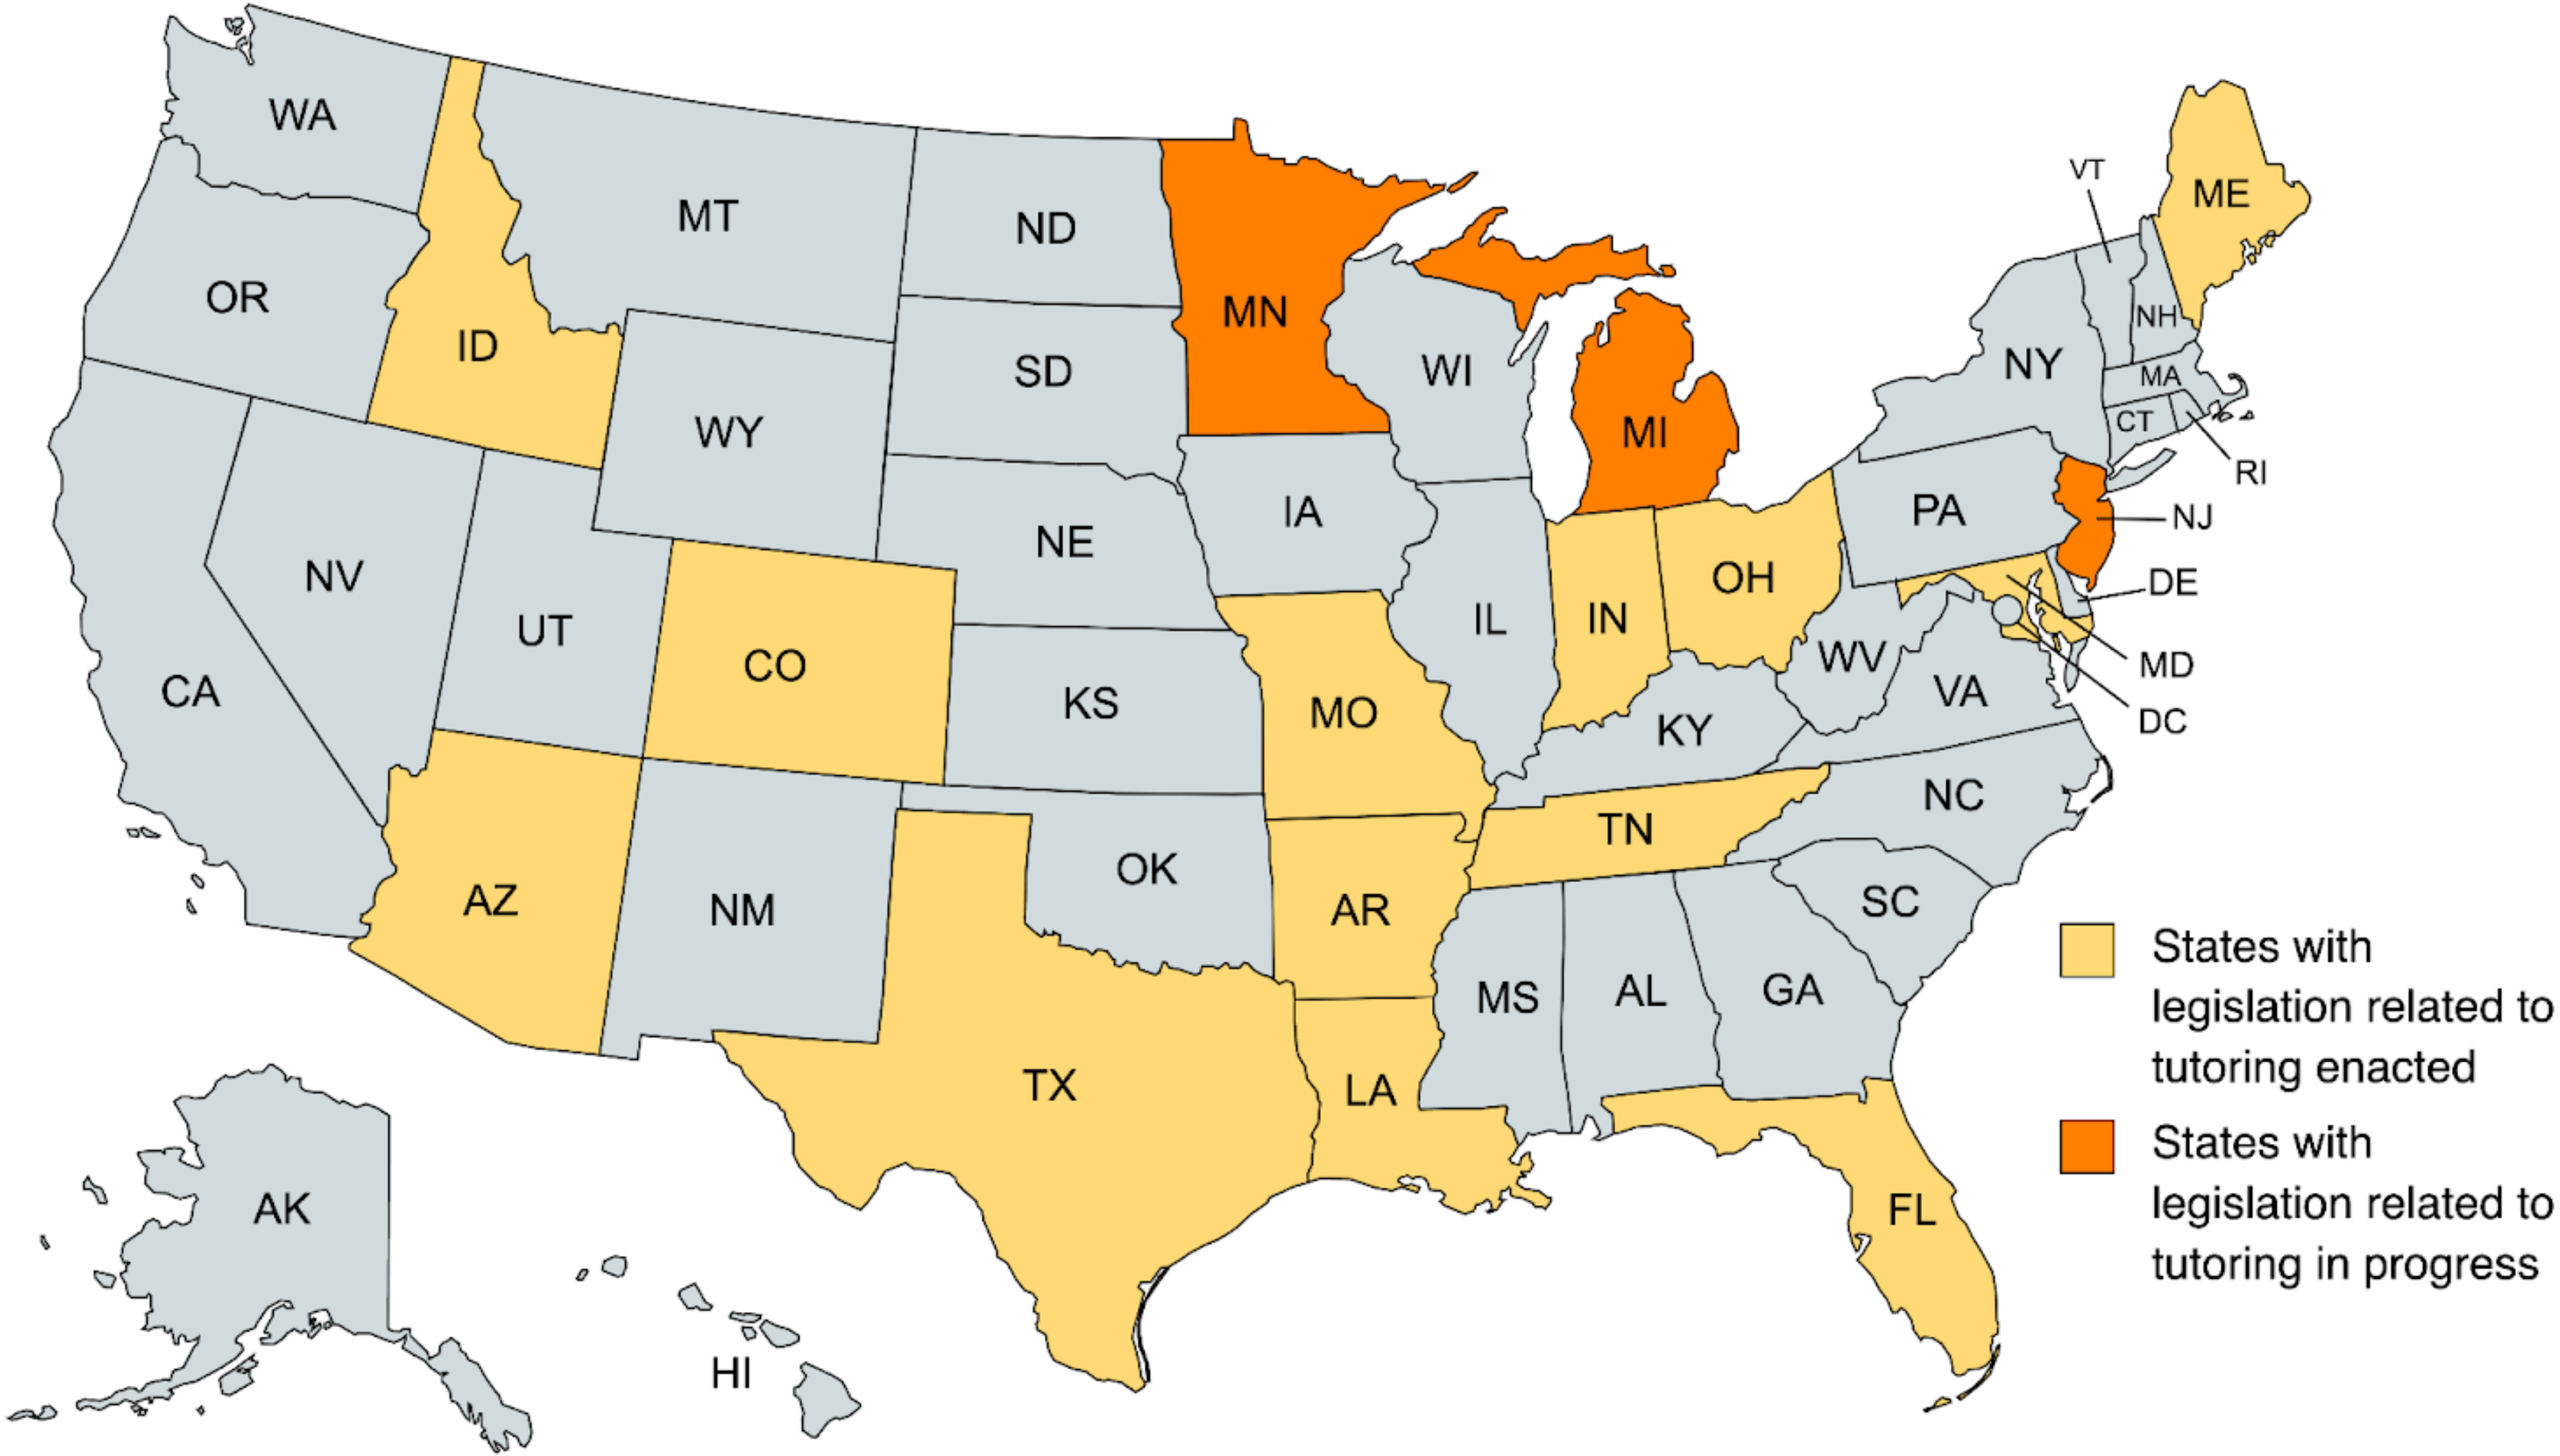 WA
VT
ME
MT
ND
OR
MN
NH
ID
NY
SD
WI
MA
CT
WY
MI
RI
IA
PA
NJ
NE
NV
OH
DE
UT
IN
IL
CO
WV
MD
CA
KS
MO
VA
DC
KY
NC
TN
OK
AZ
NM
AR
SC
States with
legislation related to
tutoring enacted
MS
AL
GA
TX
LA
States with
legislation related to
tutoring in progress
AK
FL
HI